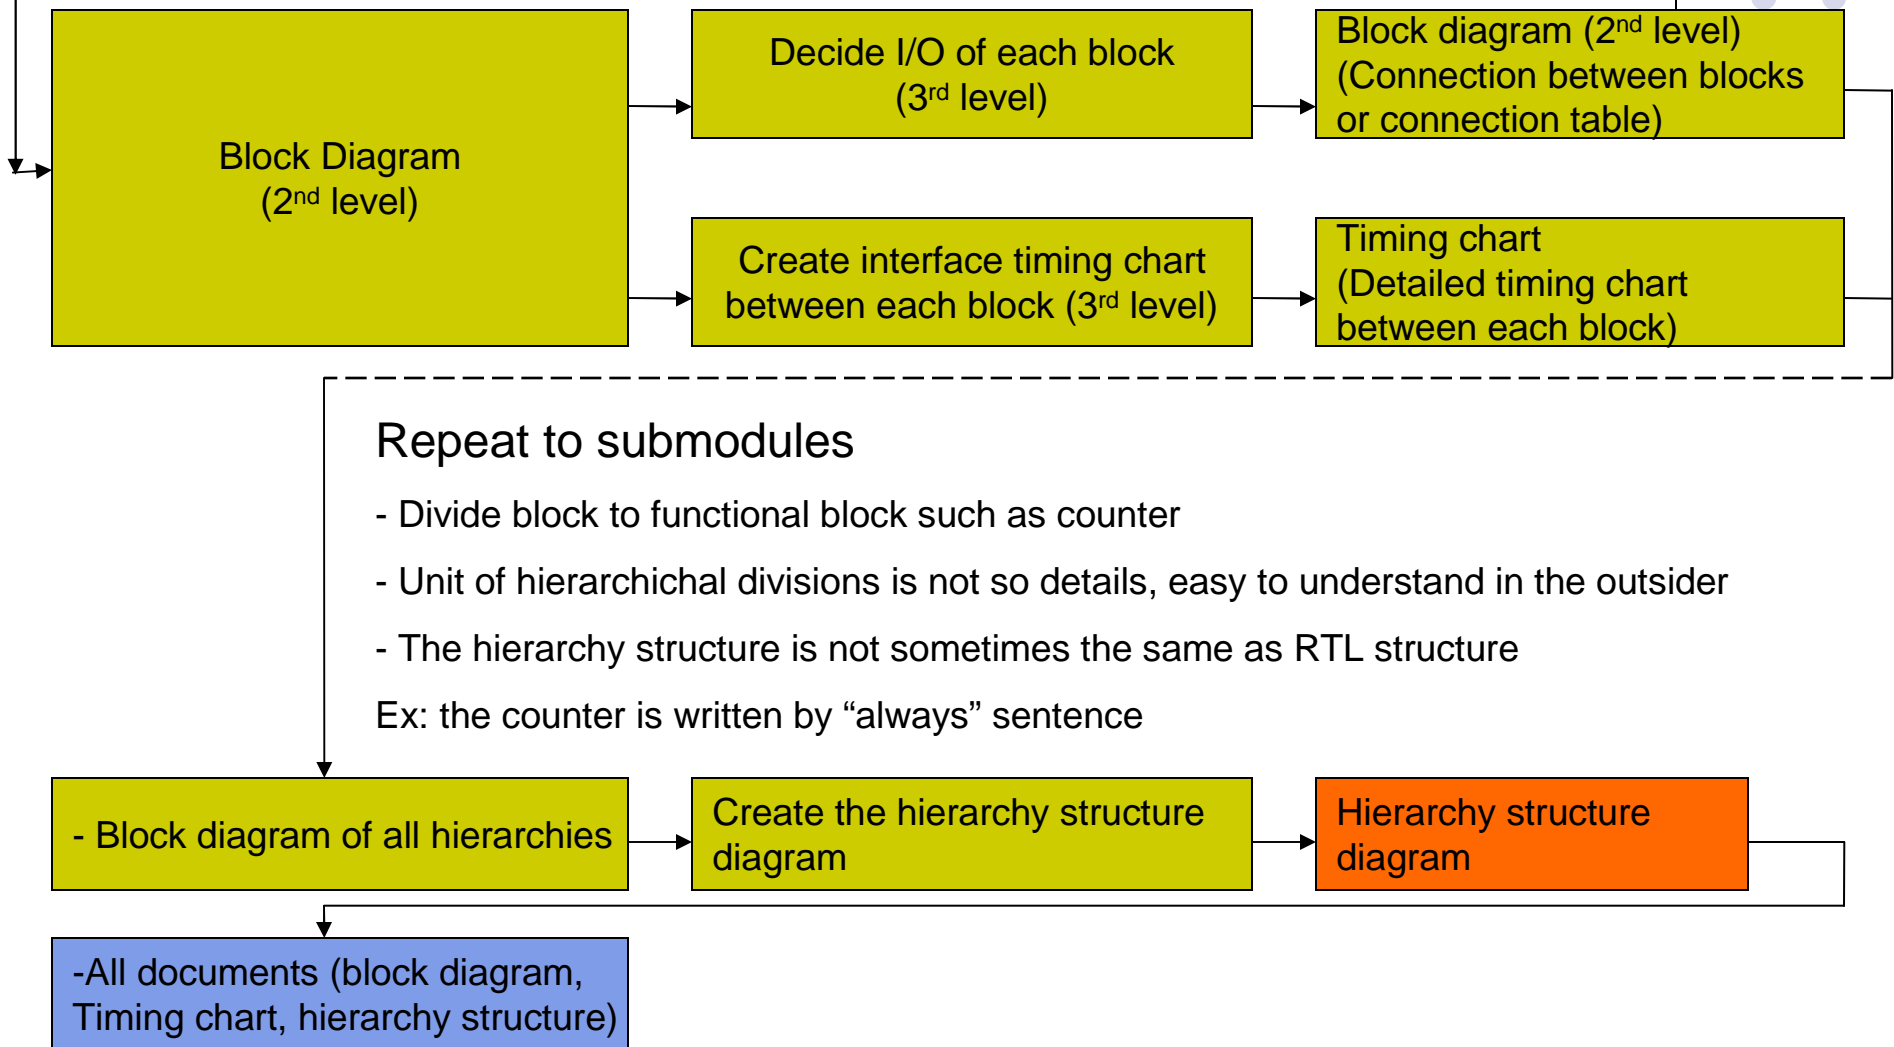 Block Diagram
(2nd level)
Decide I/O of each block
(3rd level)
Block diagram (2nd level)
(Connection between blocks
or connection table)
Create interface timing chart
between each block (3rd level)
Timing chart
(Detailed timing chart
between each block)
Repeat to submodules
- Divide block to functional block such as counter
- Unit of hierarchichal divisions is not so details, easy to understand in the outsider
- The hierarchy structure is not sometimes the same as RTL structure
Ex: the counter is written by “always” sentence
- Block diagram of all hierarchies
Create the hierarchy structure
diagram
Hierarchy structure
diagram
-All documents (block diagram,
Timing chart, hierarchy structure)